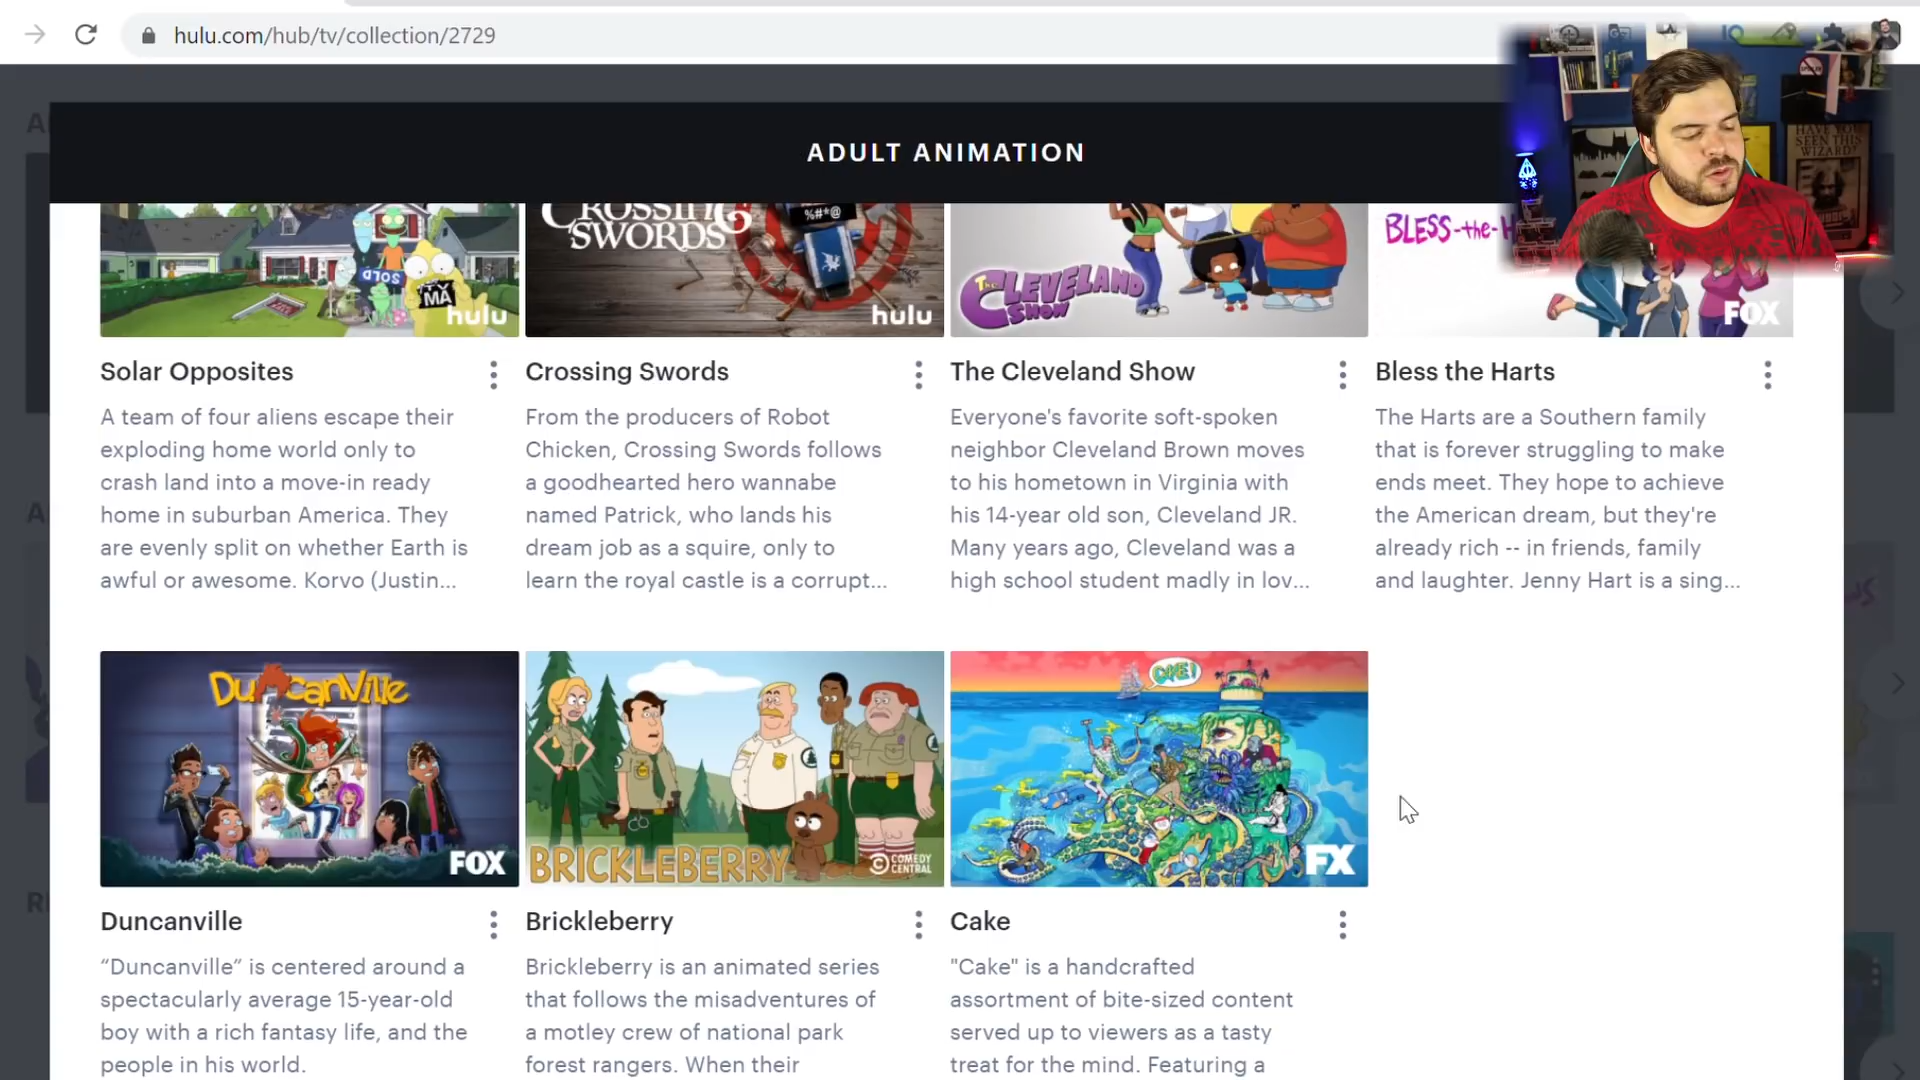 hulu.com/hub/tv/collection/2729
HAVE YOU
SEEN THIS
WIZARD?
ADULT ANIMATION
SOLD
TV
MA
hulu
CROSSING
SWORDS
%#*@
hulu
The
CLEVELAND
SHOW
BLESS-the-H
FOX
Solar Opposites
A team of four aliens escape their
exploding home world only to
crash land into a move-in ready
home in suburban America. They
are evenly split on whether Earth is
awful or awesome. Korvo (Justin...
Crossing Swords
From the producers of Robot
Chicken, Crossing Swords follows
a goodhearted hero wannabe
named Patrick, who lands his
dream job as a squire, only to
learn the royal castle is a corrupt...
The Cleveland Show
Everyone's favorite soft-spoken
neighbor Cleveland Brown moves
to his hometown in Virginia with
his 14-year old son, Cleveland JR.
Many years ago, Cleveland was a
high school student madly in lov...
Bless the Harts
The Harts are a Southern family
that is forever struggling to make
ends meet. They hope to achieve
the American dream, but they're
already rich -- in friends, family
and laughter. Jenny Hart is a sing...
DuncanVille
FOX
BRICKLEBERRY
COMEDY
CENTRAL
CAKE!
FX
Duncanville
“Duncanville” is centered around a
spectacularly average 15-year-old
boy with a rich fantasy life, and the
people in his world.
Brickleberry
Brickleberry is an animated series
that follows the misadventures of
a motley crew of national park
forest rangers. When their
Cake
"Cake" is a handcrafted
assortment of bite-sized content
served up to viewers as a tasty
treat for the mind. Featuring a